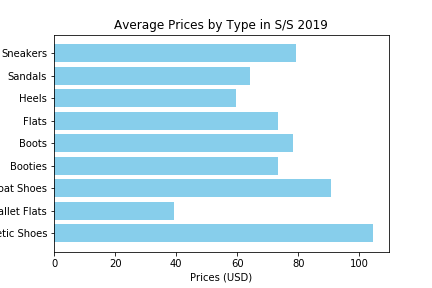 Average Prices by Type in S/S 2019
Sneakers
Sandals
Heels
Flats
Boots
Booties
oat Shoes
allet Flats
etic Shoes
0 20 40 60 80 100
Prices (USD)